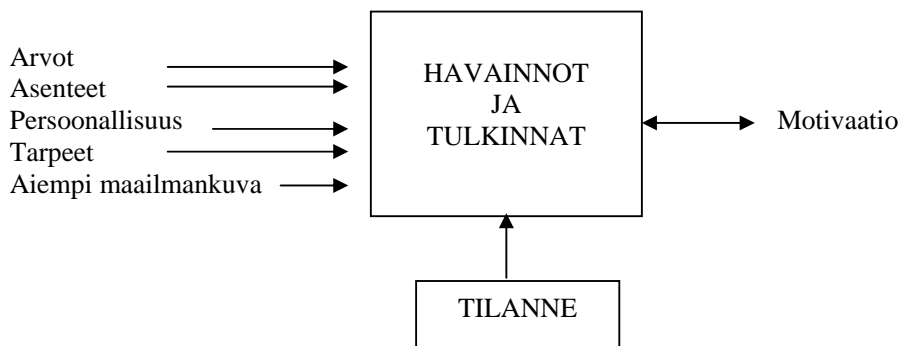 Arvot
Asenteet
Persoonallisuus
Tarpeet
Aiempi maailmankuva
HAVAINNOT
JA
TULKINNAT
Motivaatio
TILANNE